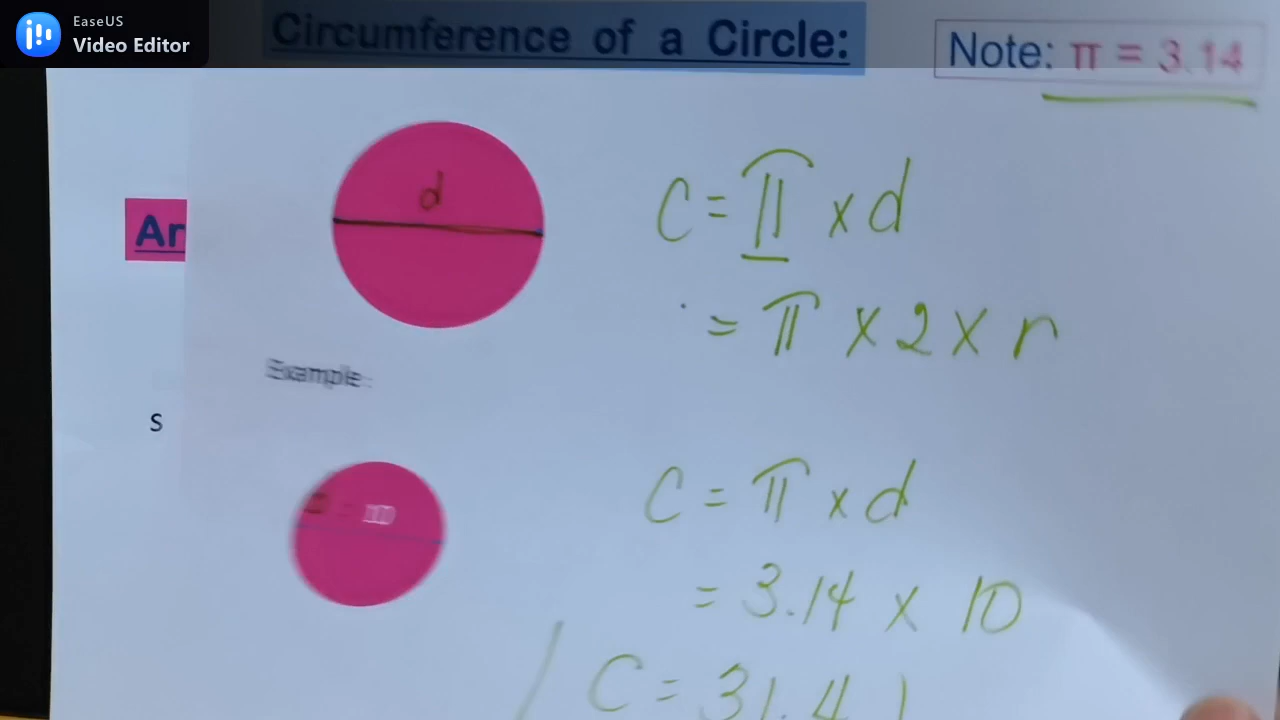 EaseUS
Video Editor
Circumference of a Circle:
Note: π = 3.14
d
C = π x d
Ar
= π x 2 x r
Example:
S
C = π x d
= 3.14 x 10
C = 31.4